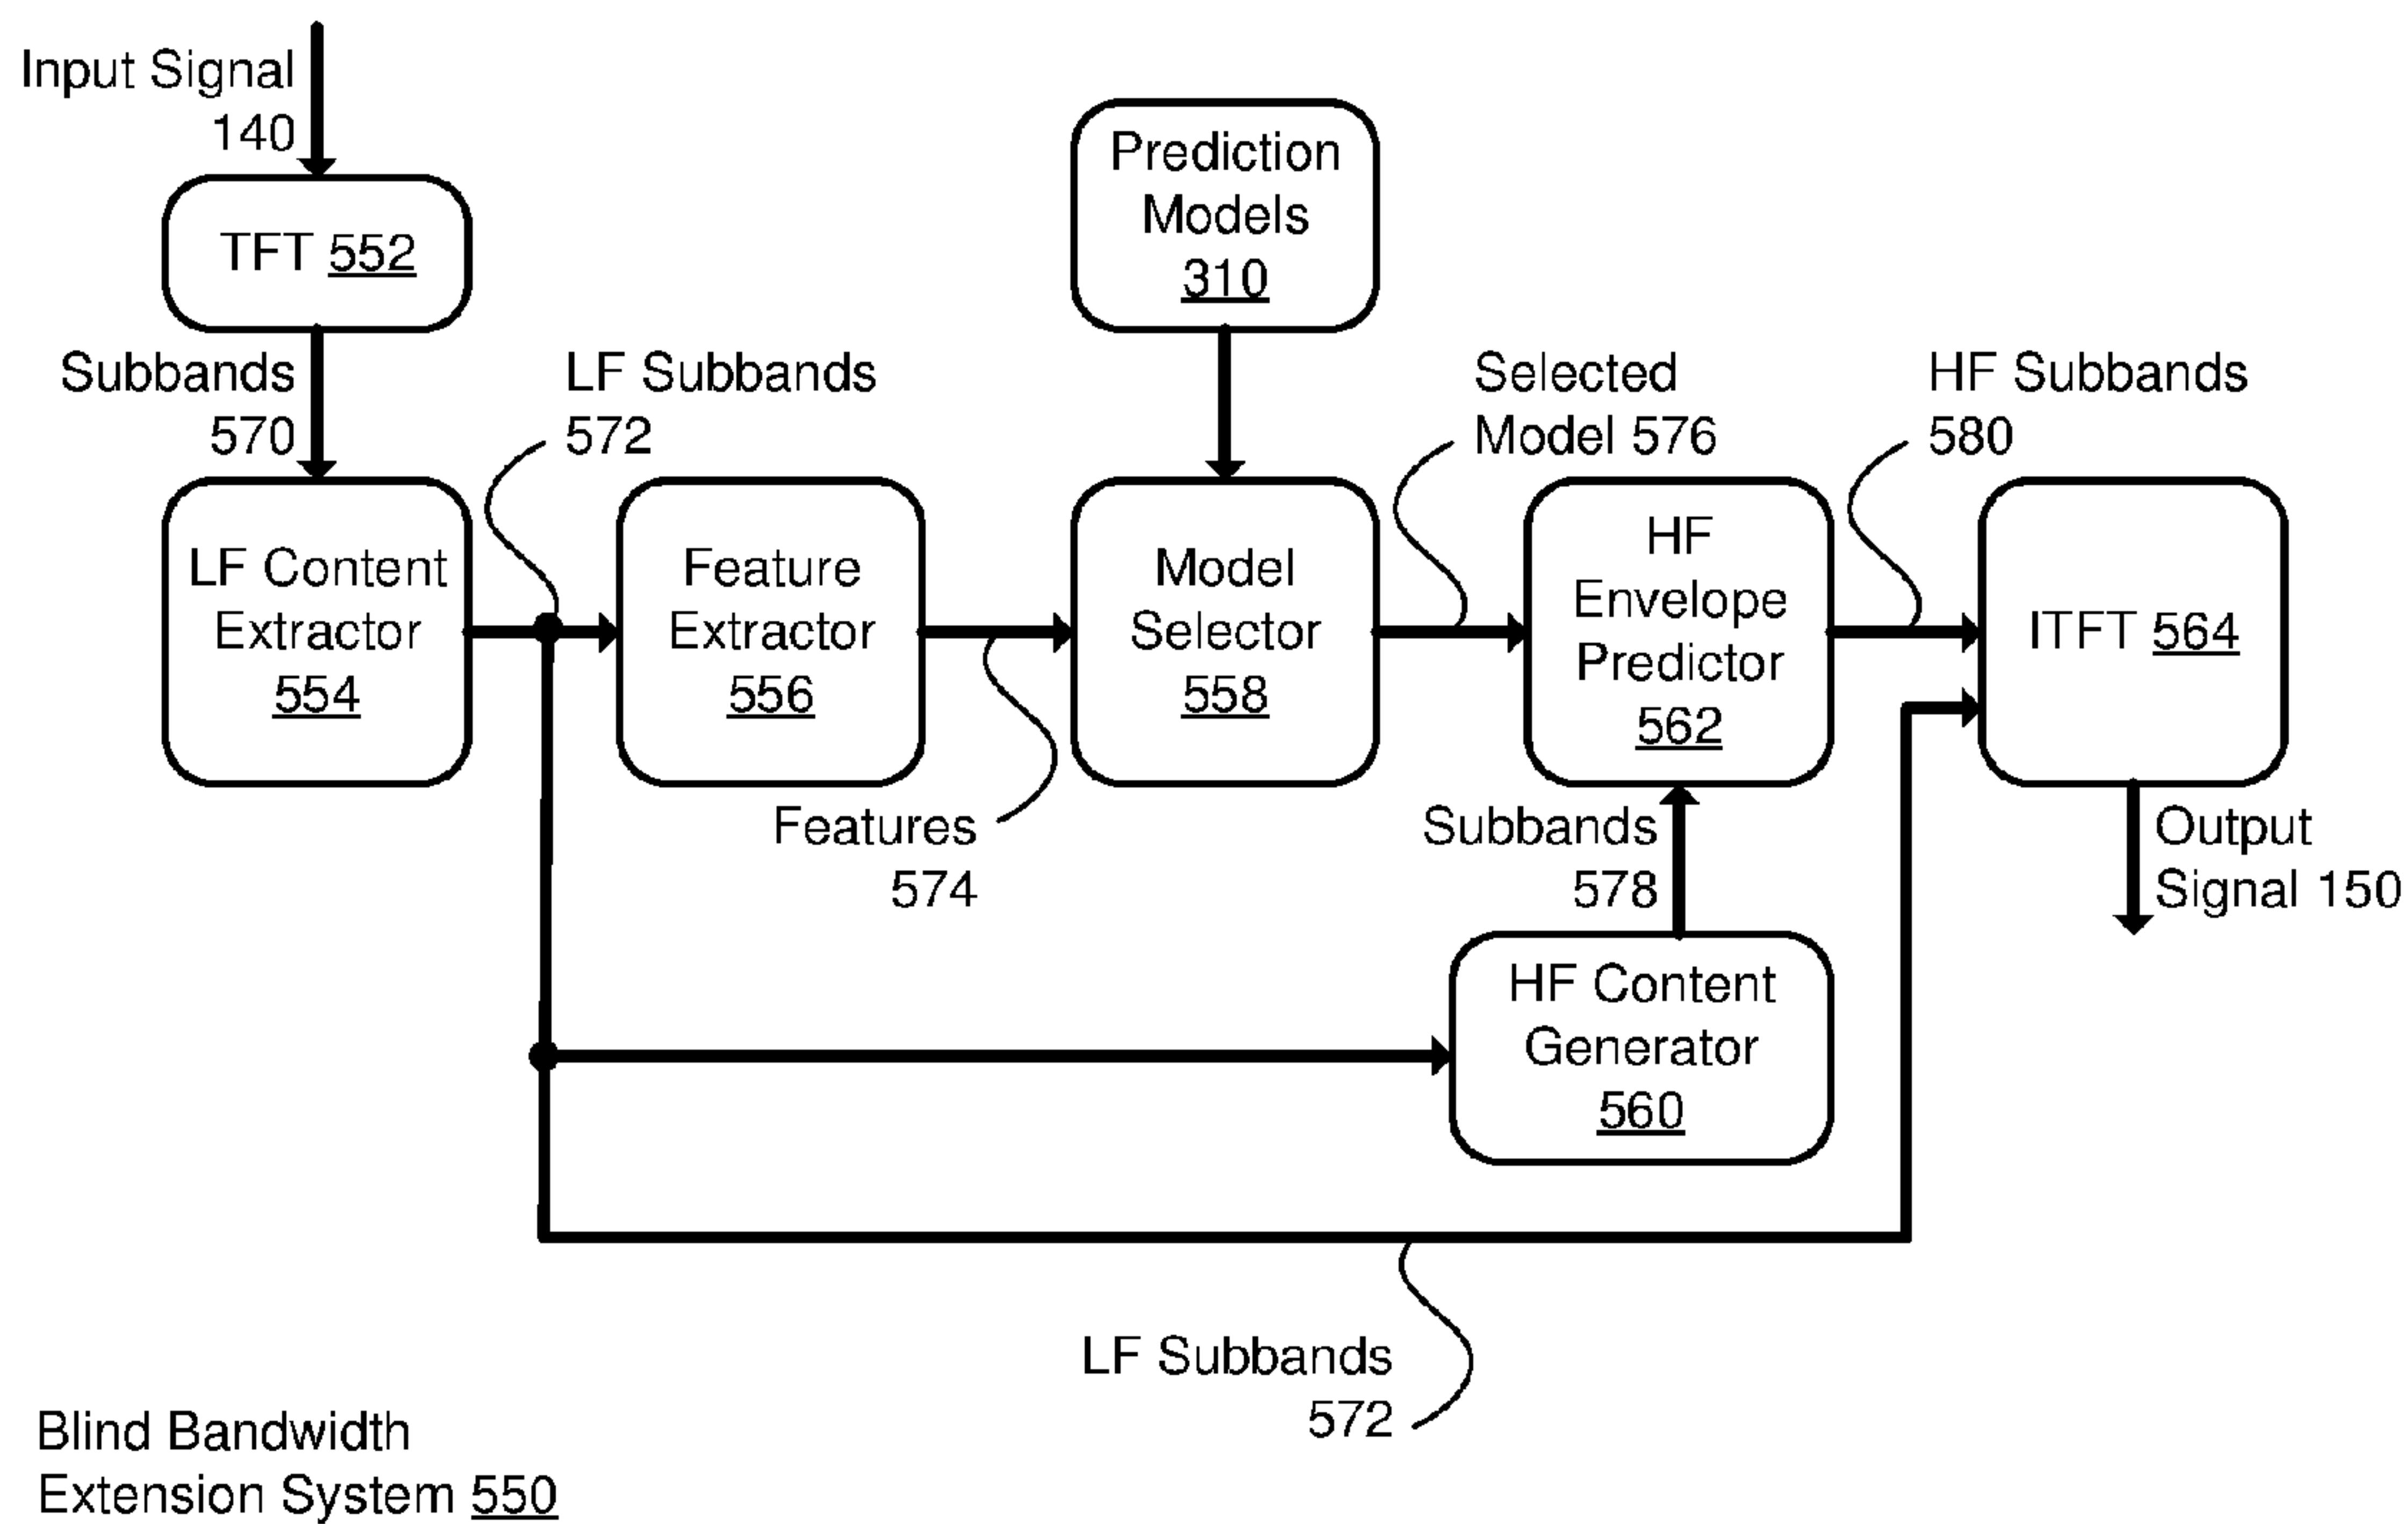 Input Signal
140
TFT 552
Subbands
570
LF Subbands
572
Prediction
Models
310
Selected
Model 576
HF Subbands
580
LF Content
Extractor
554
Feature
Extractor
556
Model
Selector
558
HF
Envelope
Predictor
562
ITFT 564
Features
574
Subbands
578
Output
Signal 150
HF Content
Generator
560
LF Subbands
572
Blind Bandwidth
Extension System 550